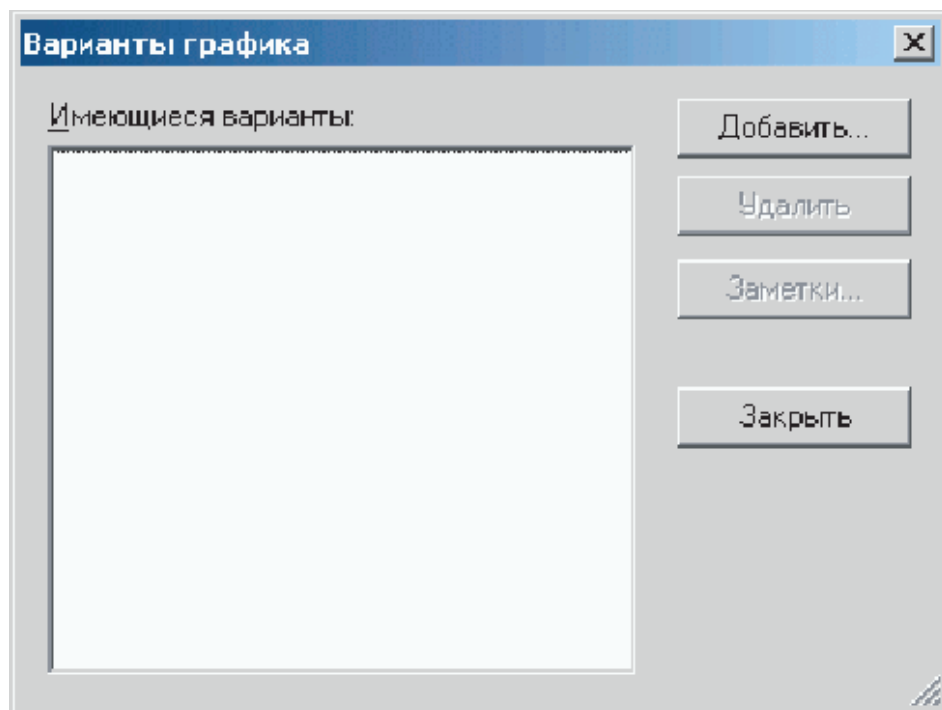 Варианты графика
Имеющиеся варианты:
Добавить...
Удалить
Заметки...
Закрыть